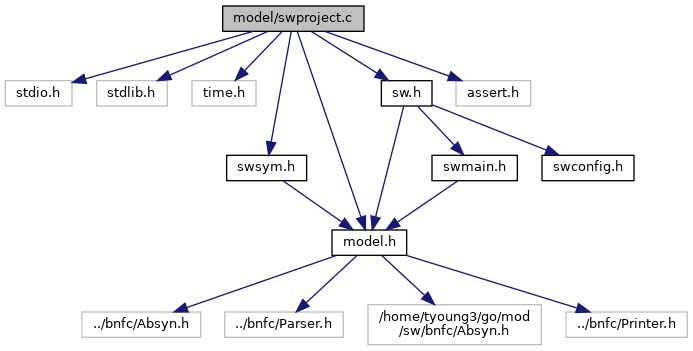 model/swproject.c
stdio.h
stdlib.h
time.h
sw.h
assert.h
swsym.h
swmain.h
swconfig.h
model.h
../bnfc/Absyn.h
../bnfc/Parser.h
/home/tyoung3/go/mod
/sw/bnfc/Absyn.h
../bnfc/Printer.h